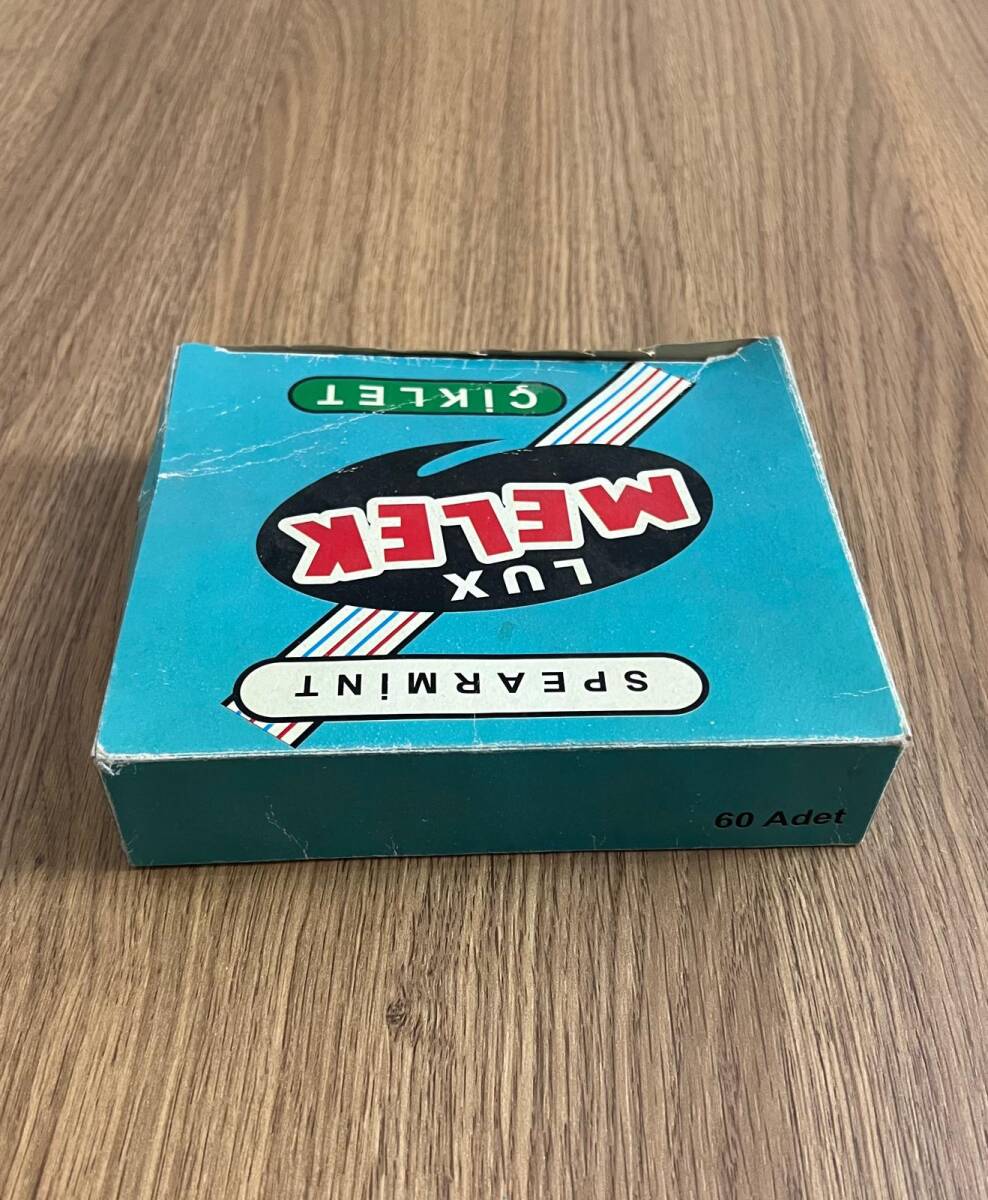 SPEARMİNT
LUX
MELEK
ÇİKLET
60 Adet